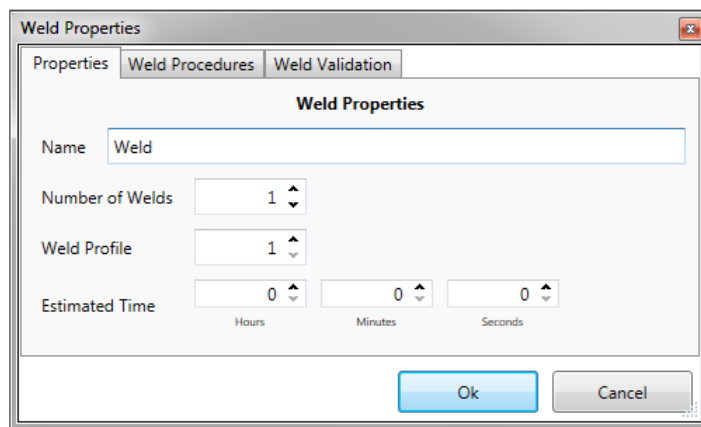 Weld Properties
Properties Weld Procedures Weld Validation
Weld Properties
Name Weld
Number of Welds 1
Weld Profile 1
Estimated Time 0 0 0
Hours Minutes Seconds
Ok Cancel